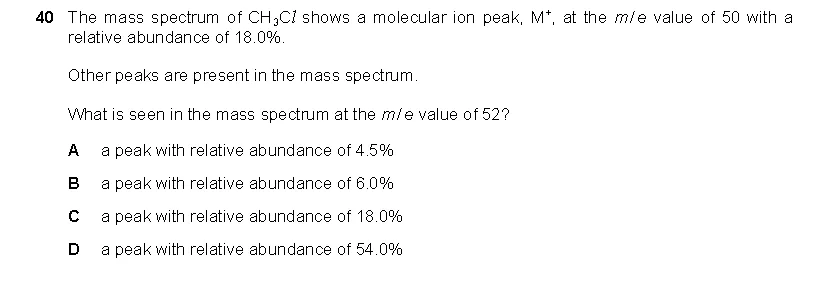 40 The mass spectrum of CH₃Cl shows a molecular ion peak, M⁺, at the m/e value of 50 with a
relative abundance of 18.0%.
Other peaks are present in the mass spectrum.
What is seen in the mass spectrum at the m/e value of 52?
A a peak with relative abundance of 4.5%
B a peak with relative abundance of 6.0%
C a peak with relative abundance of 18.0%
D a peak with relative abundance of 54.0%